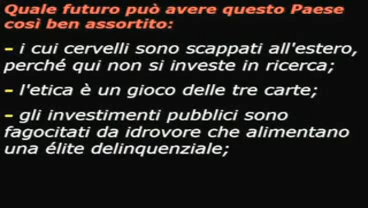 Quale futuro può avere questo Paese
così ben assortito:
- i cui cervelli sono scappati all'estero,
perché qui non si investe in ricerca;
- l'etica è un gioco delle tre carte;
- gli investimenti pubblici sono
fagocitati da idrovore che alimentano
una élite delinquenziale;